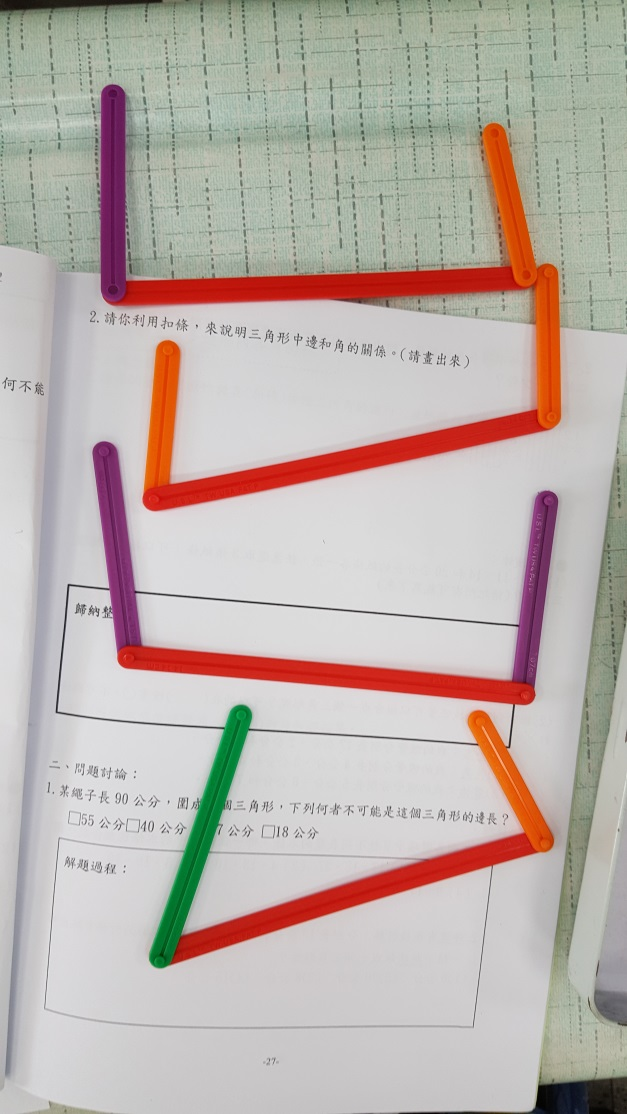 何不能
2.請你利用扣條，來說明三角形中邊和角的關係。(請畫出來)
歸納整
二、問題討論：
1.某繩子長 90 公分，圍成 個三角形，下列何者不可能是這個三角形的邊長？
□55 公分□40 公分 7 公分 □18 公分
解題過程：
-27-